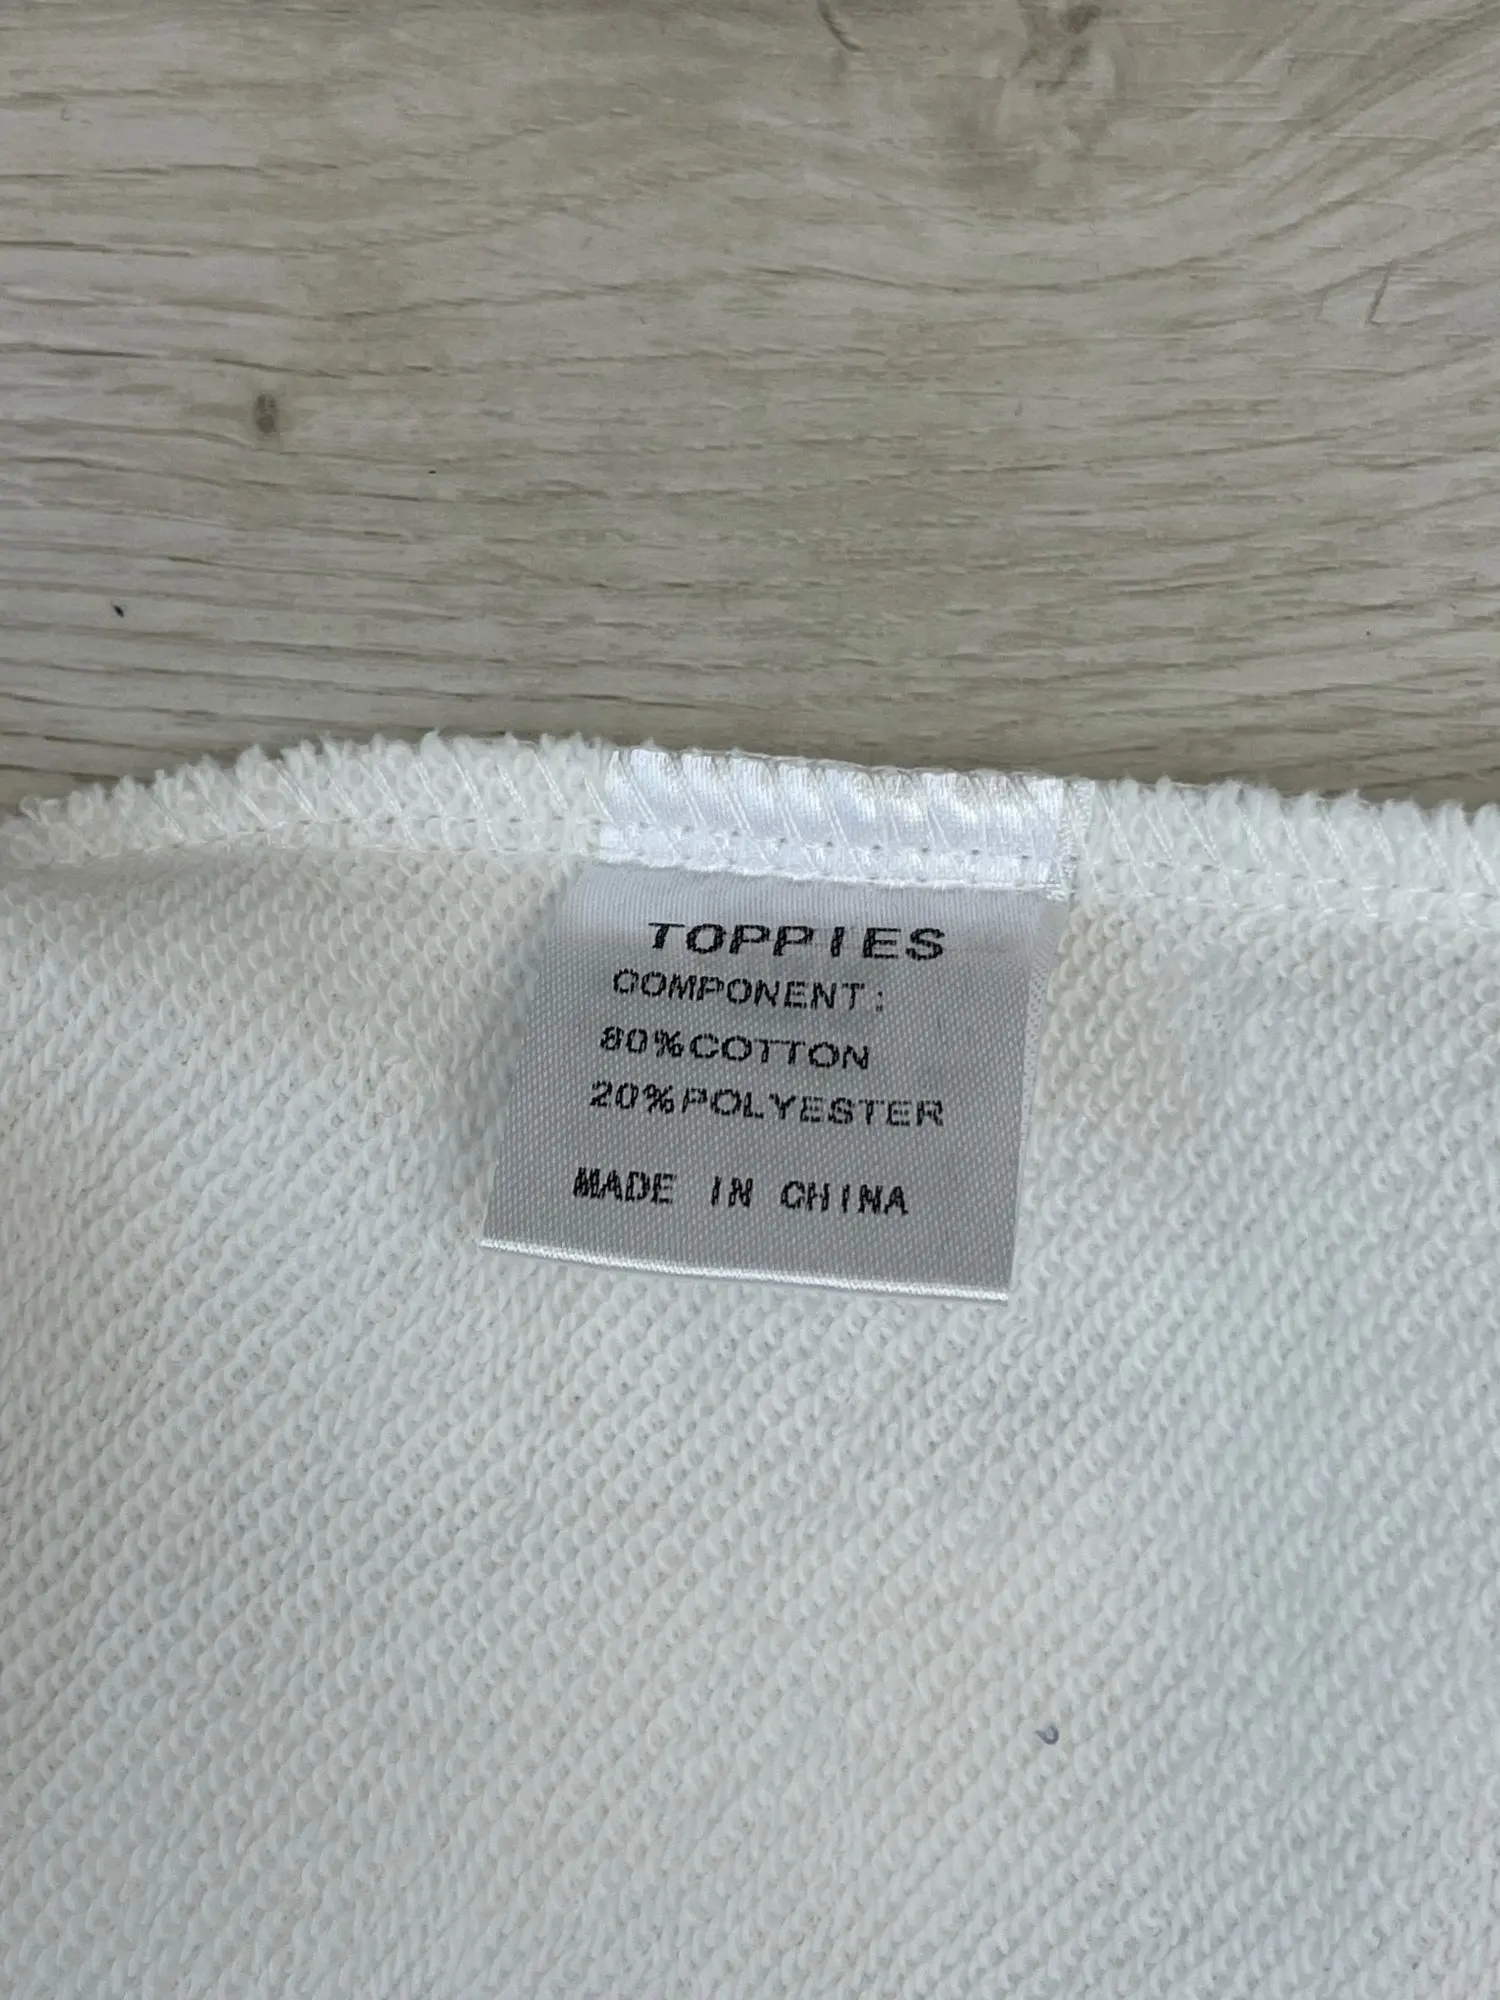 TOPPIES
COMPONENT:
80%COTTON
20%POLYESTER
MADE IN CHINA